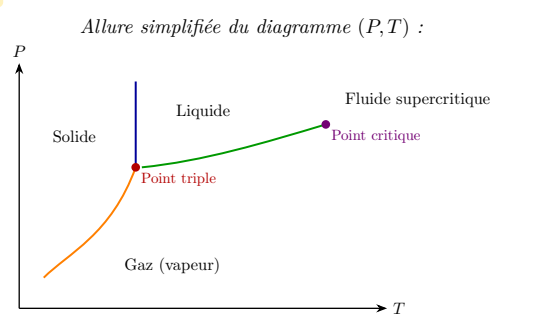 Allure simplifiée du diagramme (P, T) :
P
Fluide supercritique
Liquide
Solide
Point critique
Point triple
Gaz (vapeur)
T